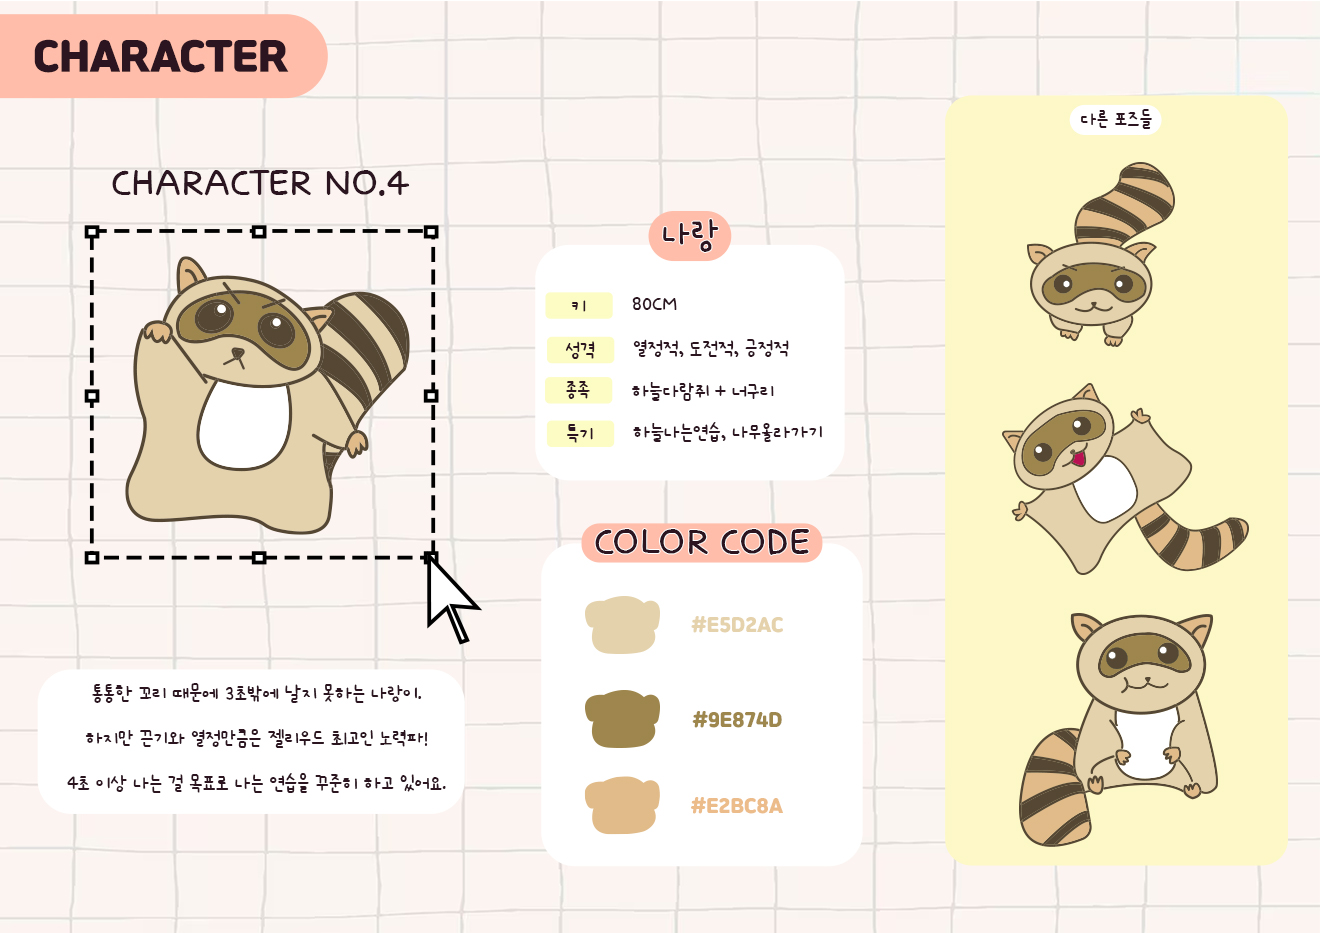 CHARACTER
CHARACTER NO.4
나랑
키 80CM
성격 열정적, 도전적, 긍정적
종족 하늘다람쥐 + 너구리
특기 하늘나는연습, 나무올라가기
COLOR CODE
#E5D2AC
#9E874D
#E2BC8A
통통한 꼬리 때문에 3초밖에 날지 못하는 나랑이.
하지만 끈기와 열정만큼은 젤리우드 최고인 노력파!
4초 이상 나는 걸 목표로 나는 연습을 꾸준히 하고 있어요.
다른 포즈들